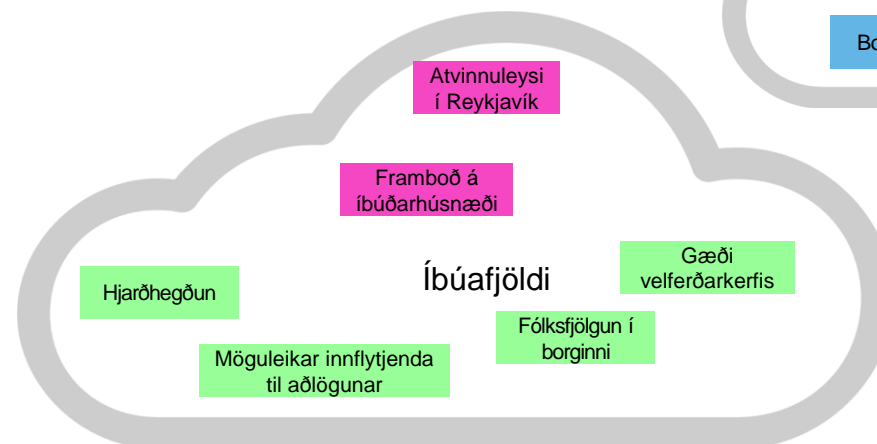 Atvinnuleysi
í Reykjavík
Framboð á
íbúðarhúsnæði
Íbúafjöldi
Gæði
velferðarkerfis
Hjarðhegðun
Fólksfjölgun í
borginni
Möguleikar innflytjenda
til aðlögunar